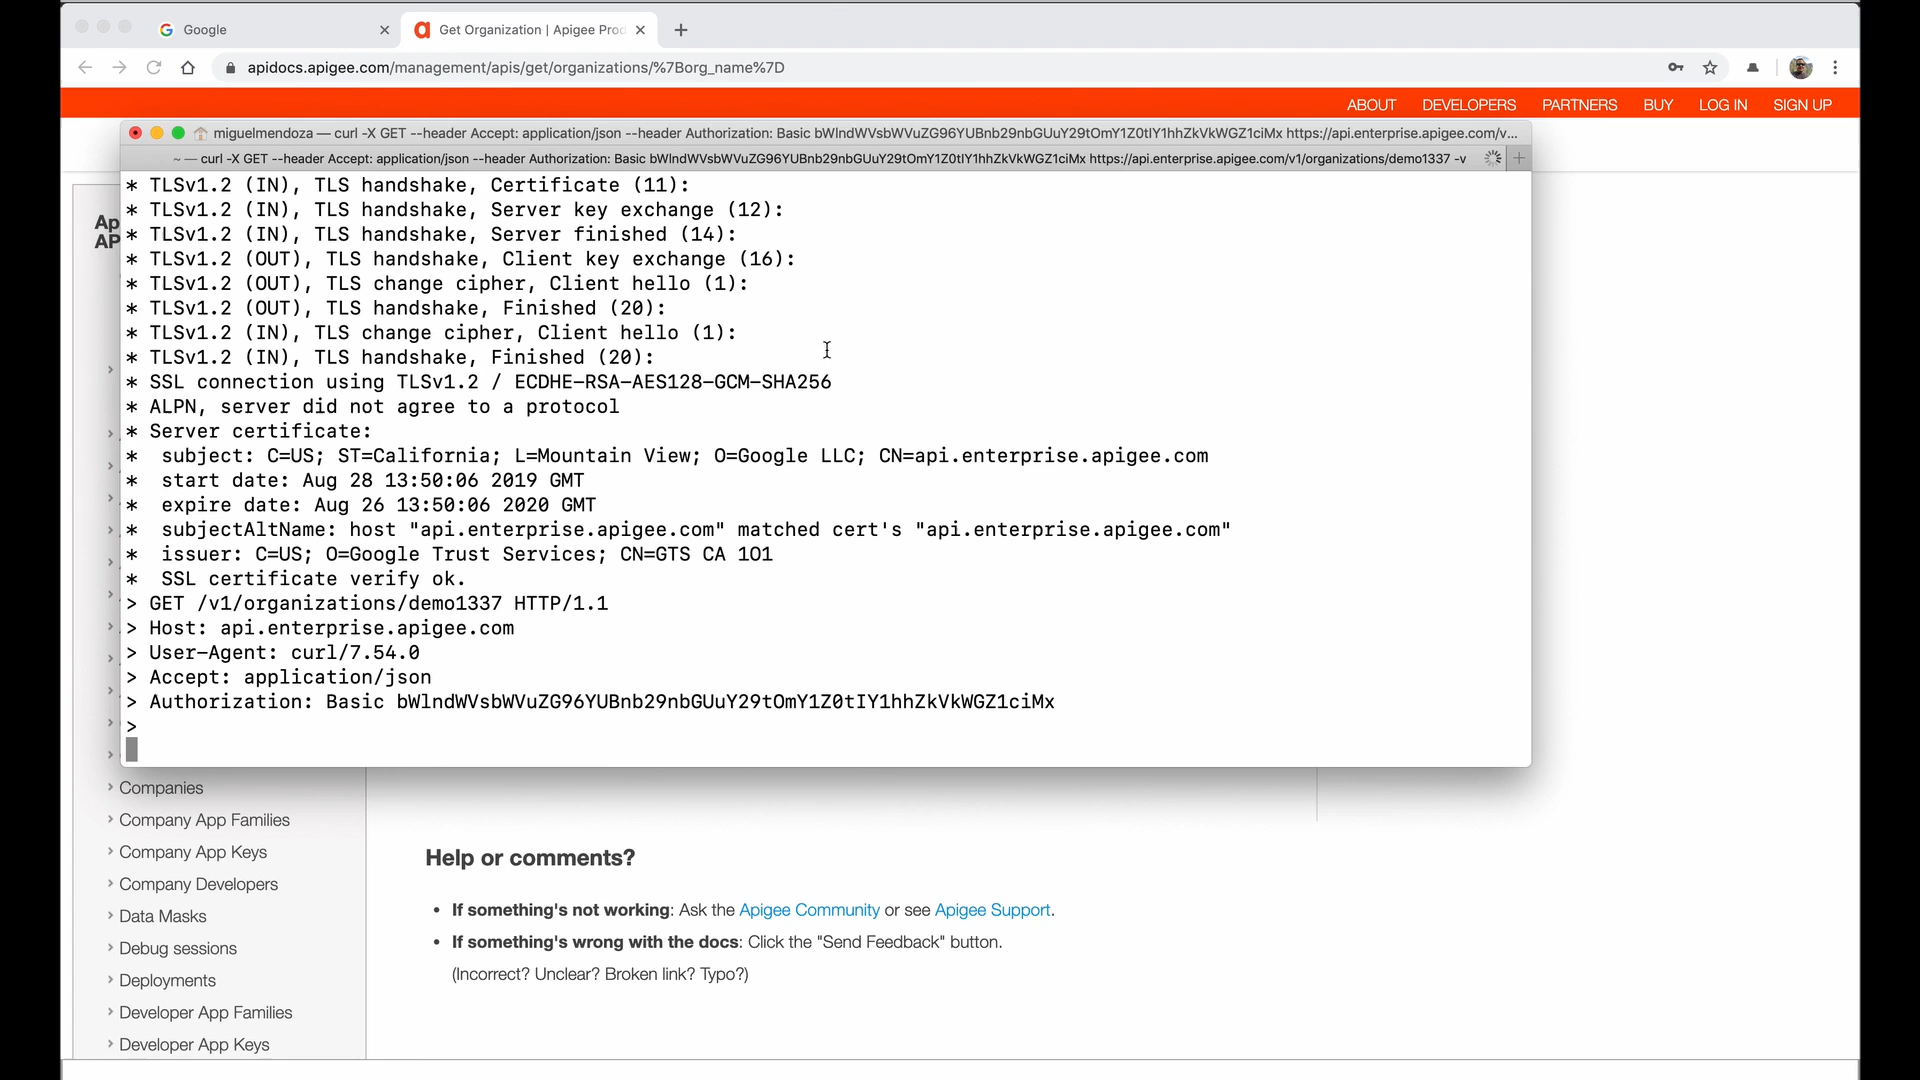 Google
Get Organization | Apigee Pro
apidocs.apigee.com/management/apis/get/organizations/%7Borg_name%7D
ABOUT DEVELOPERS PARTNERS BUY LOG IN SIGN UP
miguelmendoza — curl -X GET --header Accept: application/json --header Authorization: Basic bWlndWVsbWVuZG96YUBnb29nbGUuY29tOmY1Z0tIY1hhZkVkWGZ1ciMx https://api.enterprise.apigee.com/v...
~ — curl -X GET --header Accept: application/json --header Authorization: Basic bWlndWVsbWVuZG96YUBnb29nbGUuY29tOmY1Z0tIY1hhZkVkWGZ1ciMx https://api.enterprise.apigee.com/v1/organizations/demo1337 -v
Ap
AP
* TLSv1.2 (IN), TLS handshake, Certificate (11):
* TLSv1.2 (IN), TLS handshake, Server key exchange (12):
* TLSv1.2 (IN), TLS handshake, Server finished (14):
* TLSv1.2 (OUT), TLS handshake, Client key exchange (16):
* TLSv1.2 (OUT), TLS change cipher, Client hello (1):
* TLSv1.2 (OUT), TLS handshake, Finished (20):
* TLSv1.2 (IN), TLS change cipher, Client hello (1):
* TLSv1.2 (IN), TLS handshake, Finished (20):
* SSL connection using TLSv1.2 / ECDHE-RSA-AES128-GCM-SHA256
* ALPN, server did not agree to a protocol
* Server certificate:
*  subject: C=US; ST=California; L=Mountain View; O=Google LLC; CN=api.enterprise.apigee.com
*  start date: Aug 28 13:50:06 2019 GMT
*  expire date: Aug 26 13:50:06 2020 GMT
*  subjectAltName: host "api.enterprise.apigee.com" matched cert's "api.enterprise.apigee.com"
*  issuer: C=US; O=Google Trust Services; CN=GTS CA 1O1
*  SSL certificate verify ok.
> GET /v1/organizations/demo1337 HTTP/1.1
> Host: api.enterprise.apigee.com
> User-Agent: curl/7.54.0
> Accept: application/json
> Authorization: Basic bWlndWVsbWVuZG96YUBnb29nbGUuY29tOmY1Z0tIY1hhZkVkWGZ1ciMx
>
Companies
Company App Families
Company App Keys
Company Developers
Data Masks
Debug sessions
Deployments
Developer App Families
Developer App Keys
Help or comments?
• If something's not working: Ask the Apigee Community or see Apigee Support.
• If something's wrong with the docs: Click the "Send Feedback" button.
(Incorrect? Unclear? Broken link? Typo?)